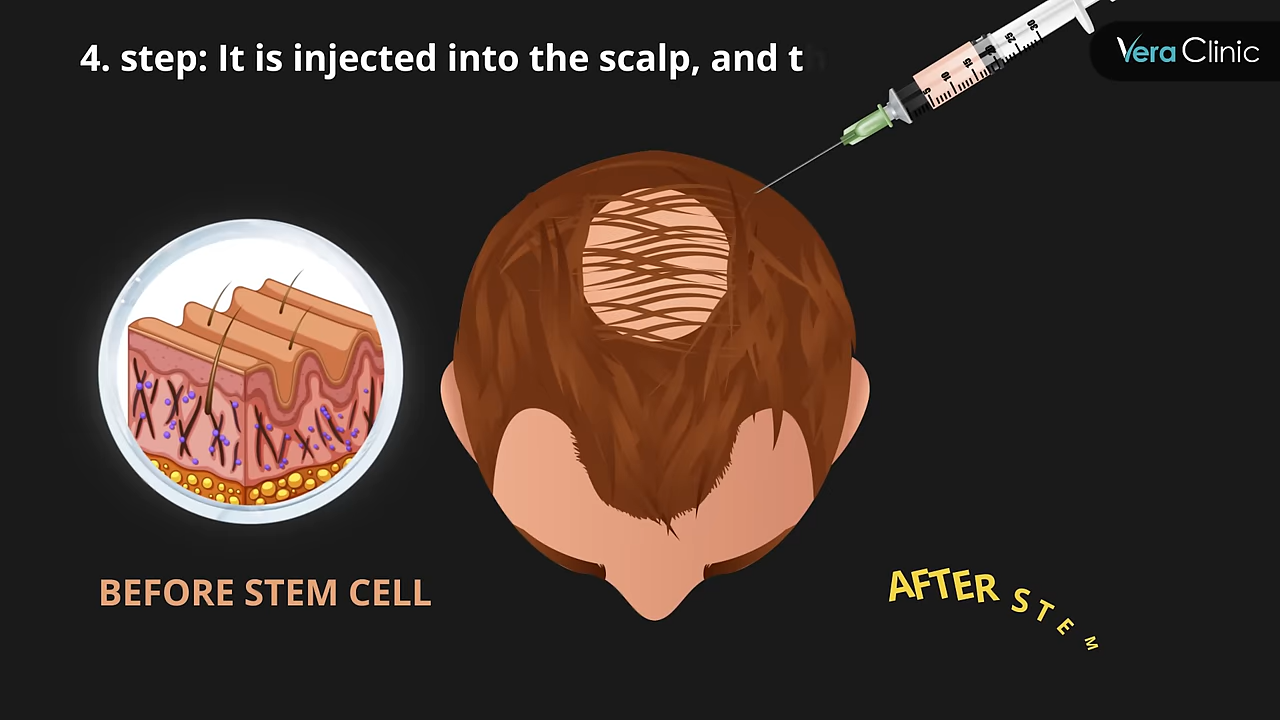 4. step: It is injected into the scalp, and t
Vera Clinic
BEFORE STEM CELL
AFTER STEM